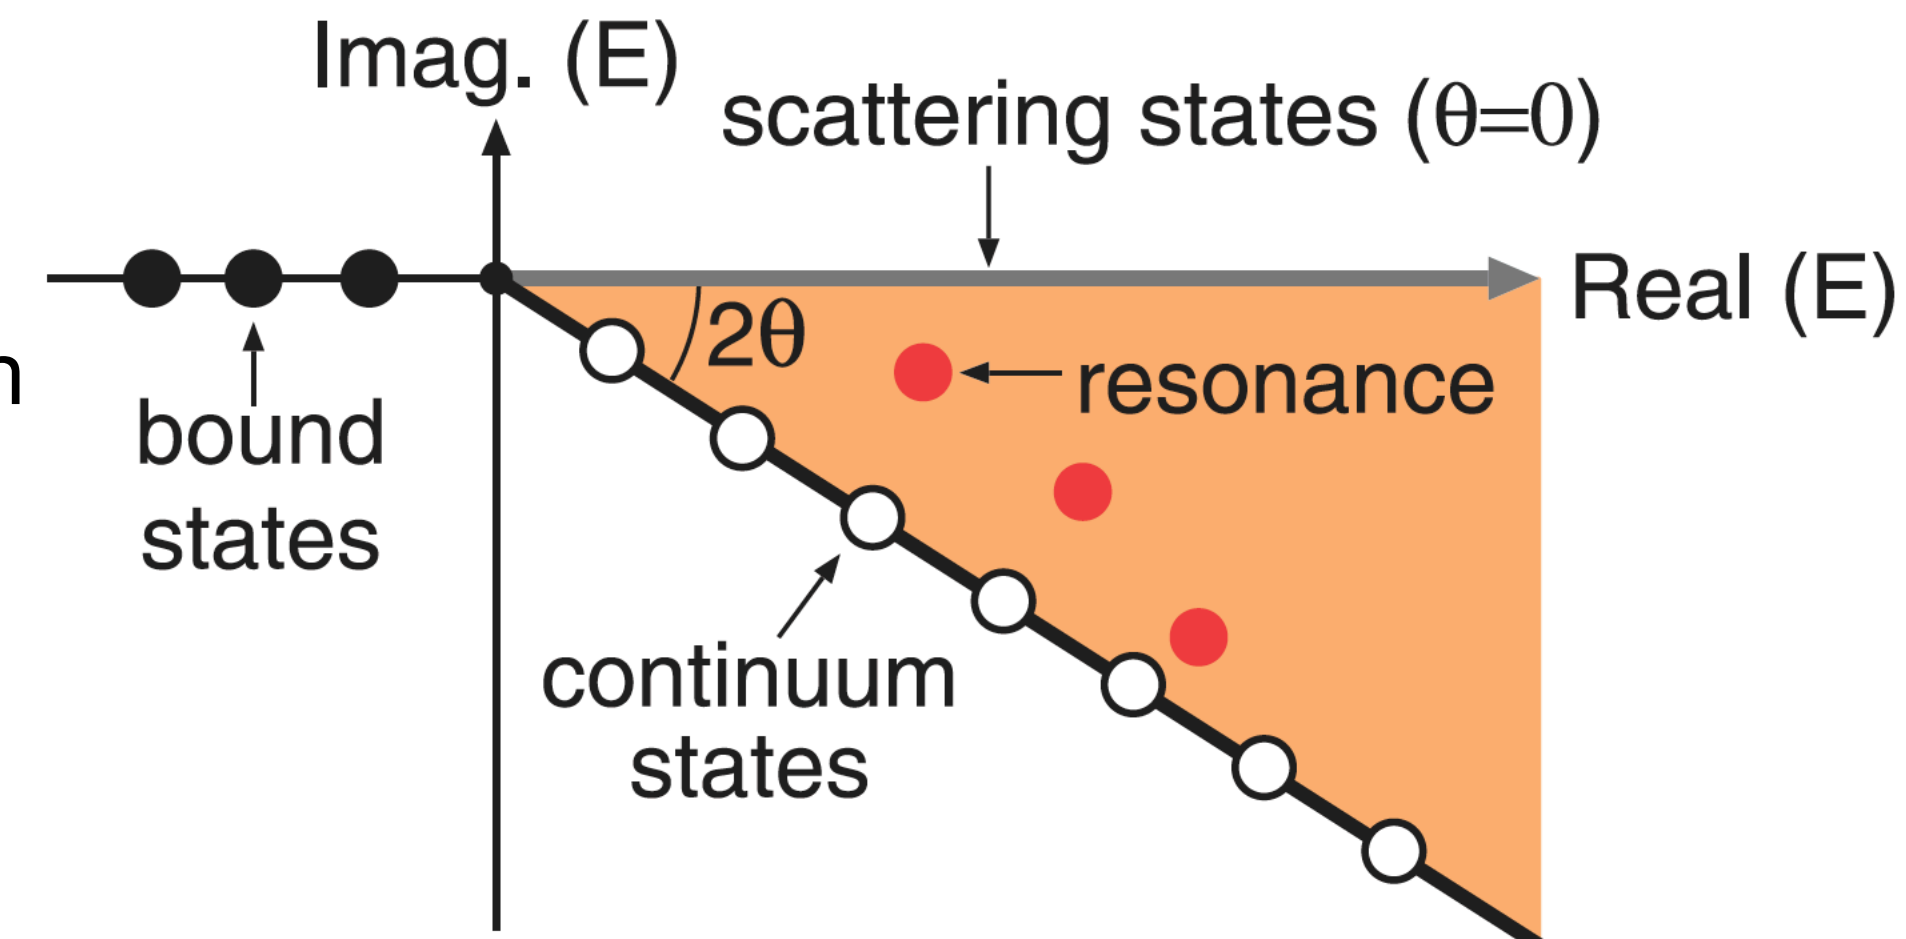 Imag. (E)
scattering states (θ=0)
Real (E)
2θ
resonance
n
bound
states
continuum
states